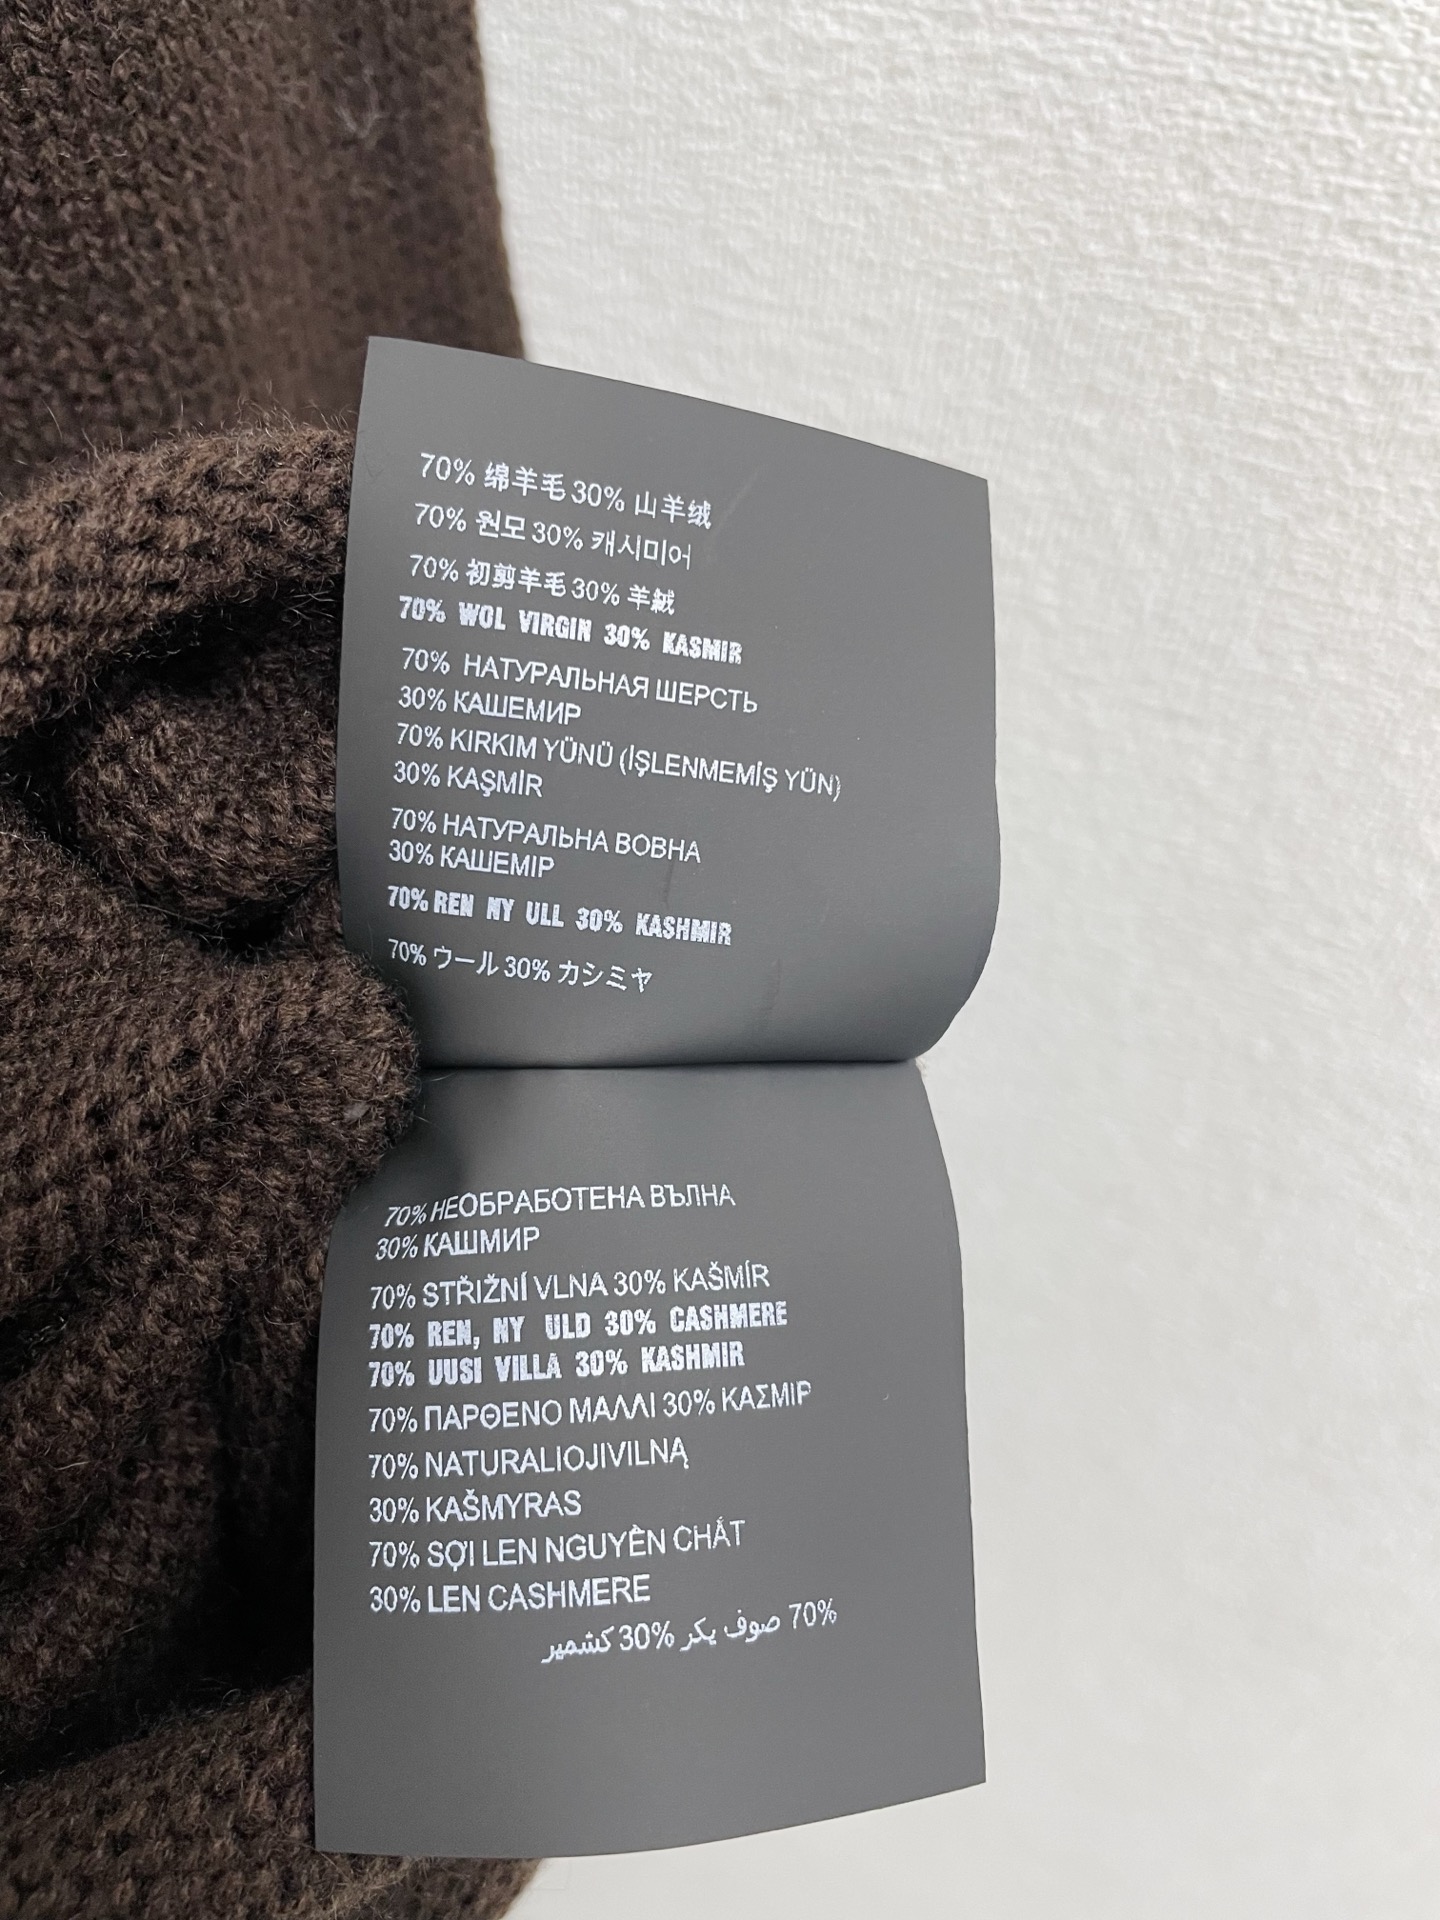 70% 绵羊毛 30% 山羊绒
70% 원모 30% 캐시미어
70% 初剪羊毛 30% 羊絨
70% WOL VIRGIN 30% KASMIR
70% НАТУРАЛЬНАЯ ШЕРСТЬ
30% КАШЕМИР
70% KIRKIM YÜNÜ (İŞLENMEMİŞ YÜN)
30% KAŞMİR
70% НАТУРАЛЬНА ВОВНА
30% КАШЕМІР
70% REN NY ULL 30% KASHMIR
70% ウール 30% カシミヤ
70% НЕОБРАБОТЕНА ВЪЛНА
30% КАШМИР
70% STŘIŽNÍ VLNA 30% KAŠMÍR
70% REN, NY ULD 30% CASHMERE
70% UUSI VILLA 30% KASHMIR
70% ΠΑΡΘΕΝΟ ΜΑΛΛΙ 30% ΚΑΣΜΙΡ
70% NATURALIOJIVILNĄ
30% KAŠMYRAS
70% SỢI LEN NGUYÊN CHẤT
30% LEN CASHMERE
70% صوف يكر 30% كشمير